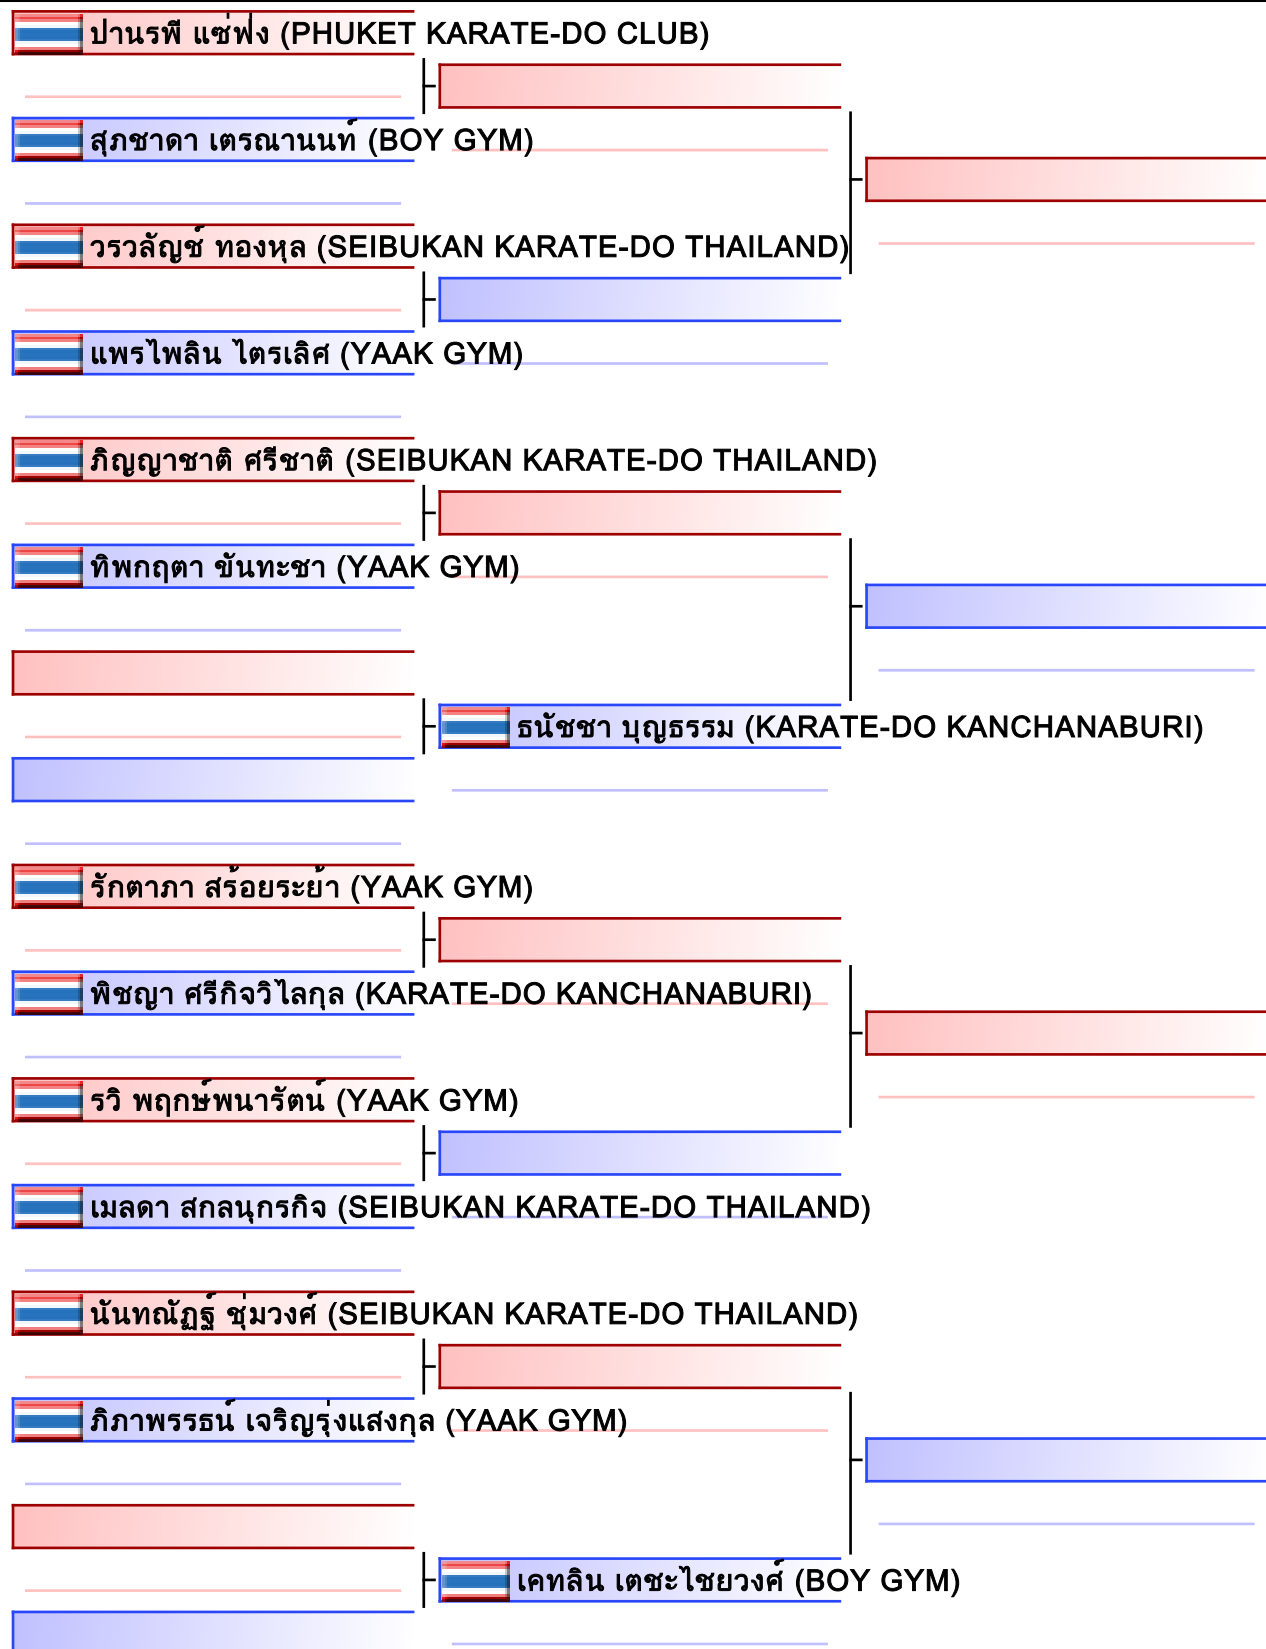 ปานรพี แซ่ฟง (PHUKET KARATE-DO CLUB)
สุภชาดา เตรณานนท์ (BOY GYM)
วรวลัญช์ ทองหุล (SEIBUKAN KARATE-DO THAILAND)
แพรไพลิน ไตรเลิศ (YAAK GYM)
ภิญญาชาติ ศรีชาติ (SEIBUKAN KARATE-DO THAILAND)
ทิพกฤตา ขันทะชา (YAAK GYM)
ธนัชชา บุญธรรม (KARATE-DO KANCHANABURI)
รักตาภา สร้อยระย้า (YAAK GYM)
พิชญา ศรีกิจวิไลกุล (KARATE-DO KANCHANABURI)
รวิ พฤกษ์พนารัตน์ (YAAK GYM)
เมลดา สกลนุกรกิจ (SEIBUKAN KARATE-DO THAILAND)
นันทณัฏฐ์ ชุ่มวงศ์ (SEIBUKAN KARATE-DO THAILAND)
ภิภาพรรธน์ เจริญรุ่งแสงกุล (YAAK GYM)
เคทลิน เตชะไชยวงศ์ (BOY GYM)